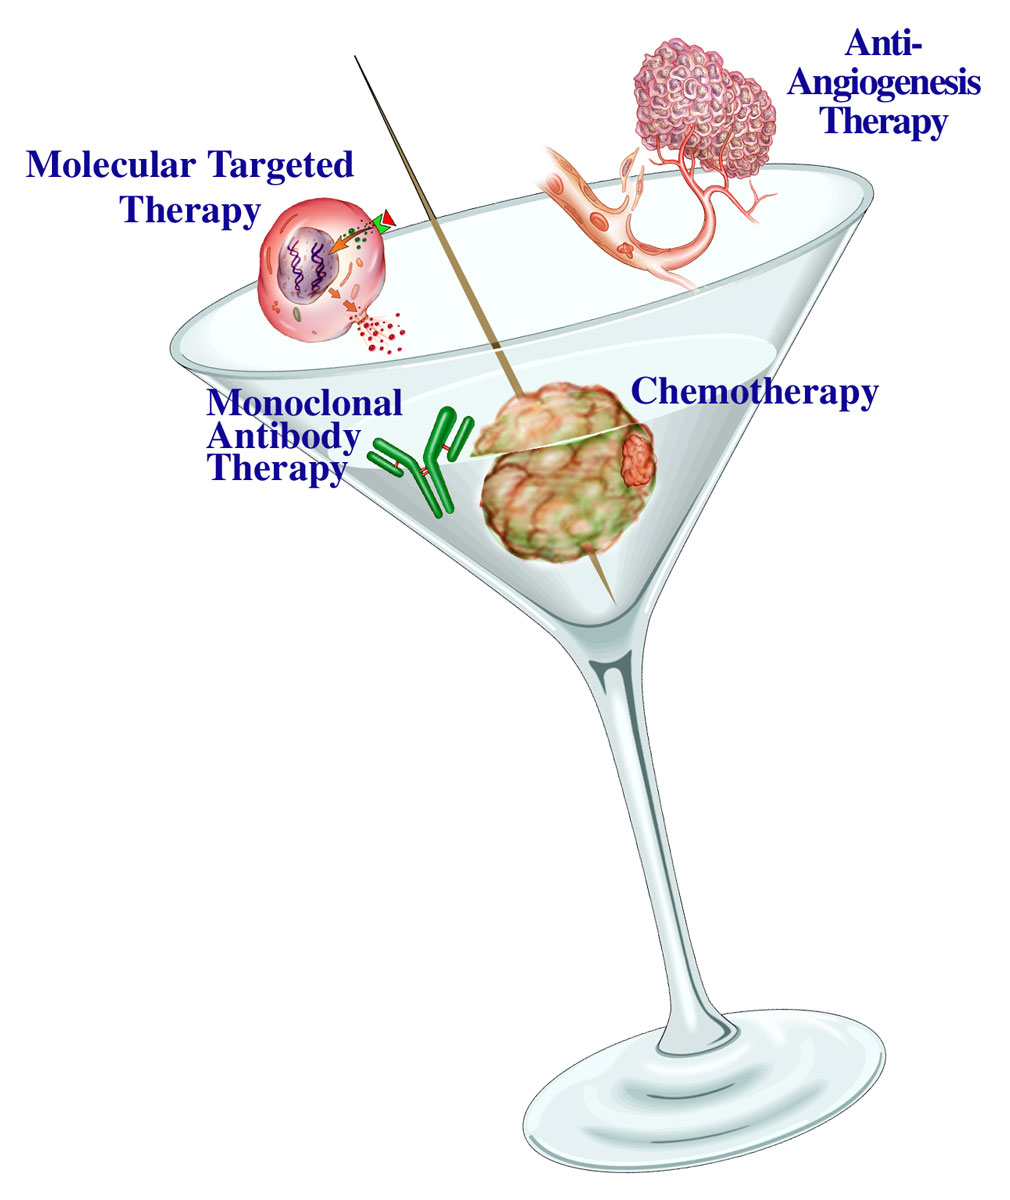 Anti-
Angiogenesis
Therapy
Molecular Targeted
Therapy
Monoclonal
Antibody
Therapy
Chemotherapy